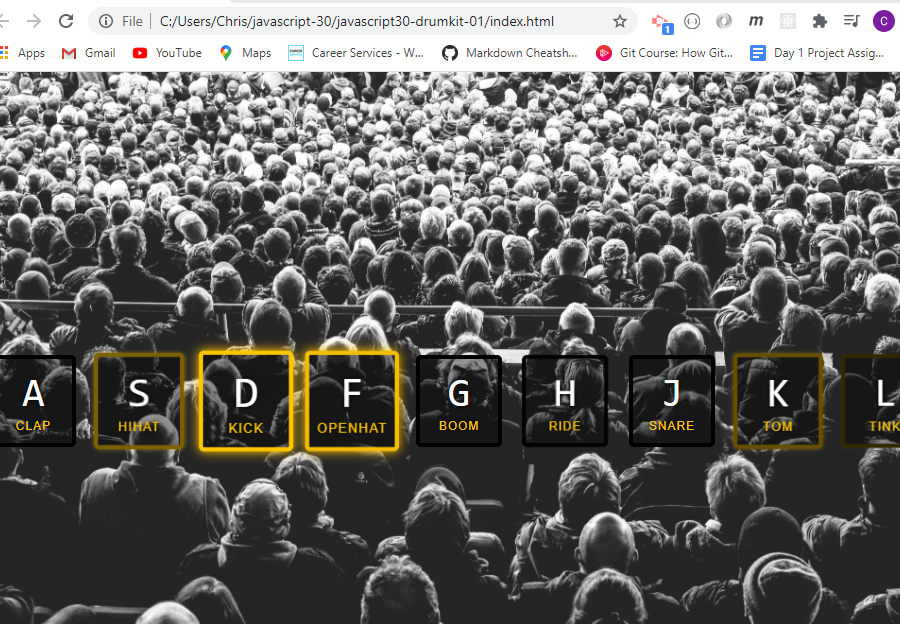 File C:/Users/Chris/javascript-30/javascript30-drumkit-01/index.html 1 m C
Apps Gmail YouTube Maps Career Services - W... Markdown Cheatsh... Git Course: How Git... Day 1 Project Assig...
A S D F G H J K L
CLAP HIHAT KICK OPENHAT BOOM RIDE SNARE TOM TINK